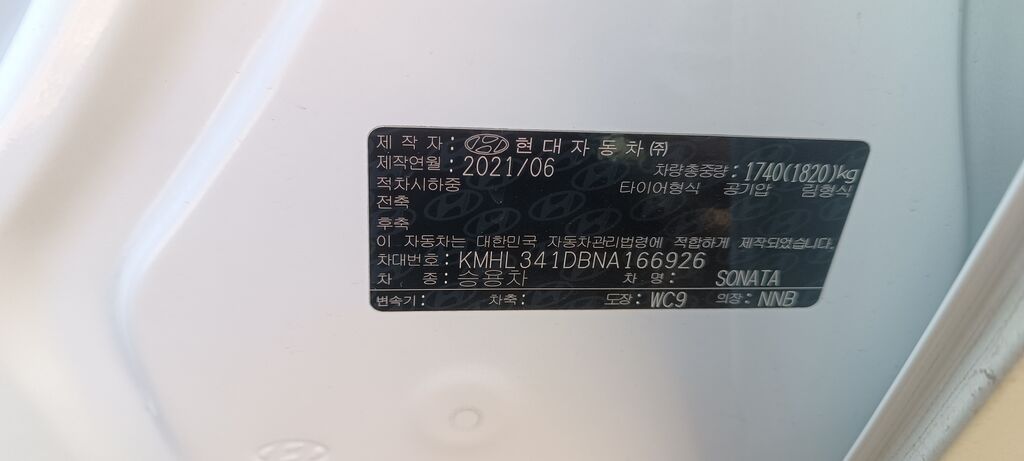 제 작 자 : 현대자동차㈜
제작연월 : 2021/06 차량총중량 : 1740(1820)kg
적차시하중 타이어형식 공기압 림형식
전축
후축
이 자동차는 대한민국 자동차관리법령에 적합하게 제작되었습니다.
차대번호 : KMHL341DBNA166926
차 종 : 승용차 차 명 : SONATA
변속기 : 차축 : 도장 : WC9 의장 : NNB